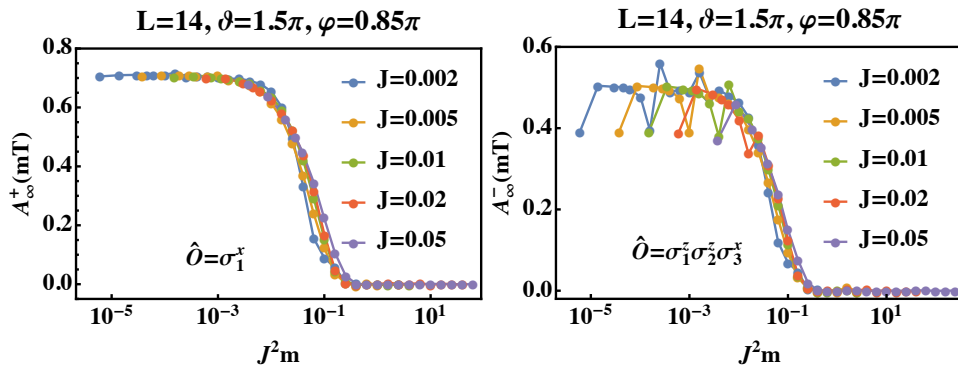 L=14, ϑ=1.5π, φ=0.85π
A∞⁺(mT)
0.8
0.6
0.4
0.2
0.0
J=0.002
J=0.005
J=0.01
J=0.02
J=0.05
Ô=σ₁ˣ
10⁻⁵ 10⁻³ 10⁻¹ 10¹
J²m
L=14, ϑ=1.5π, φ=0.85π
A∞⁻(mT)
0.6
0.4
0.2
0.0
J=0.002
J=0.005
J=0.01
J=0.02
J=0.05
Ô=σ₁ᶻσ₂ᶻσ₃ˣ
10⁻⁵ 10⁻³ 10⁻¹ 10¹
J²m